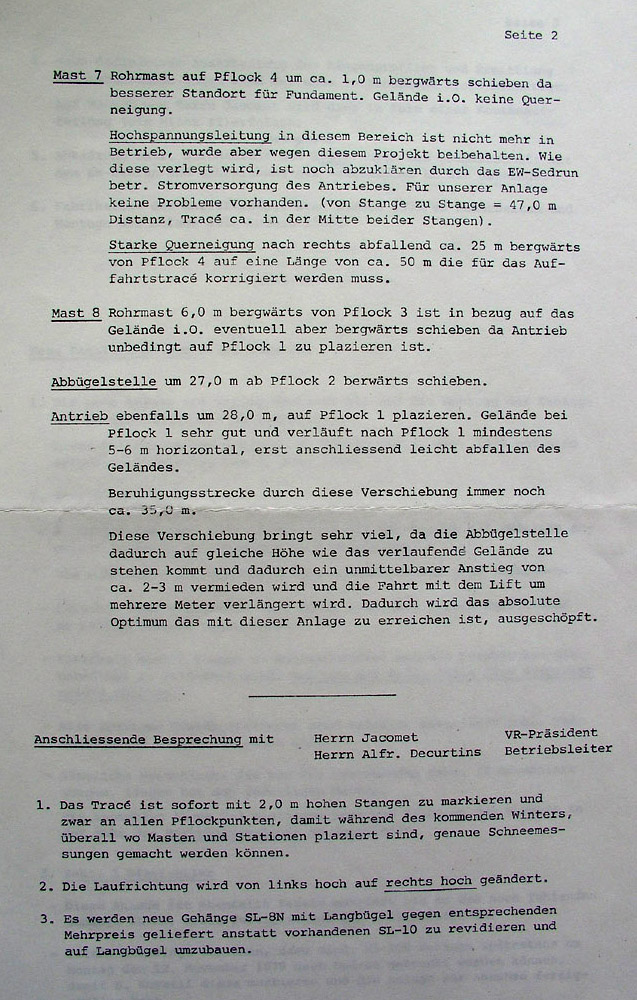 Seite 2
Mast 7 Rohrmast auf Pflock 4 um ca. 1,0 m bergwärts schieben da
besserer Standort für Fundament. Gelände i.O. keine Quer-
neigung.
Hochspannungsleitung in diesem Bereich ist nicht mehr in
Betrieb, wurde aber wegen diesem Projekt beibehalten. Wie
diese verlegt wird, ist noch abzuklären durch das EW-Sedrun
betr. Stromversorgung des Antriebes. Für unserer Anlage
keine Probleme vorhanden. (von Stange zu Stange = 47,0 m
Distanz, Tracé ca. in der Mitte beider Stangen).
Starke Querneigung nach rechts abfallend ca. 25 m bergwärts
von Pflock 4 auf eine Länge von ca. 50 m die für das Auf-
fahrtstracé korrigiert werden muss.
Mast 8 Rohrmast 6,0 m bergwärts von Pflock 3 ist in bezug auf das
Gelände i.O. eventuell aber bergwärts schieben da Antrieb
unbedingt auf Pflock 1 zu plazieren ist.
Abbügelstelle um 27,0 m ab Pflock 2 berwärts schieben.
Antrieb ebenfalls um 28,0 m, auf Pflock 1 plazieren. Gelände bei
Pflock 1 sehr gut und verläuft nach Pflock 1 mindestens
5-6 m horizontal, erst anschliessend leicht abfallen des
Geländes.
Beruhigungsstrecke durch diese Verschiebung immer noch
ca. 35,0 m.
Diese Verschiebung bringt sehr viel, da die Abbügelstelle
dadurch auf gleiche Höhe wie das verlaufende Gelände zu
stehen kommt und dadurch ein unmittelbarer Anstieg von
ca. 2-3 m vermieden wird und die Fahrt mit dem Lift um
mehrere Meter verlängert wird. Dadurch wird das absolute
Optimum das mit dieser Anlage zu erreichen ist, ausgeschöpft.
Anschliessende Besprechung mit Herrn Jacomet VR-Präsident
Herrn Alfr. Decurtins Betriebsleiter
1. Das Tracé ist sofort mit 2,0 m hohen Stangen zu markieren und
zwar an allen Pflockpunkten, damit während des kommenden Winters,
überall wo Masten und Stationen plaziert sind, genaue Schneemes-
sungen gemacht werden können.
2. Die Laufrichtung wird von links hoch auf rechts hoch geändert.
3. Es werden neue Gehänge SL-8N mit Langbügel gegen entsprechenden
Mehrpreis geliefert anstatt vorhandenen SL-10 zu revidieren und
auf Langbügel umzubauen.